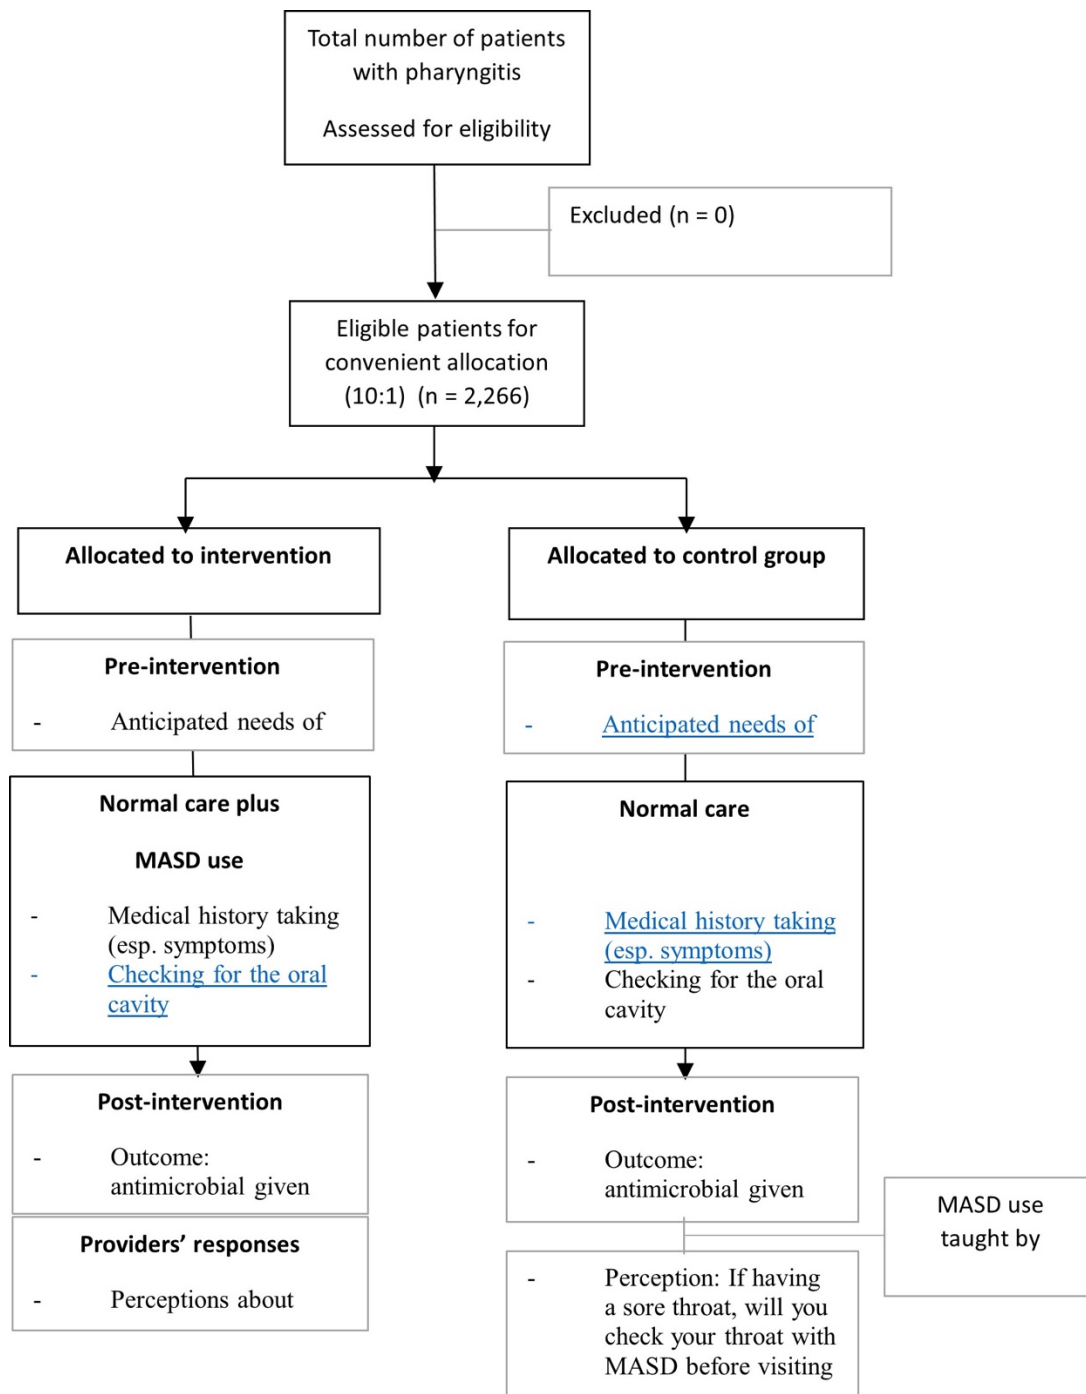 Total number of patients
with pharyngitis
Assessed for eligibility
Excluded (n = 0)
Eligible patients for
convenient allocation
(10:1) (n = 2,266)
Allocated to intervention
Allocated to control group
Pre-intervention
- Anticipated needs of
Pre-intervention
- Anticipated needs of
Normal care plus
MASD use
- Medical history taking
(esp. symptoms)
- Checking for the oral
cavity
Normal care
- Medical history taking
(esp. symptoms)
- Checking for the oral
cavity
Post-intervention
- Outcome:
antimicrobial given
Post-intervention
- Outcome:
antimicrobial given
MASD use
taught by
Providers’ responses
- Perceptions about
- Perception: If having
a sore throat, will you
check your throat with
MASD before visiting